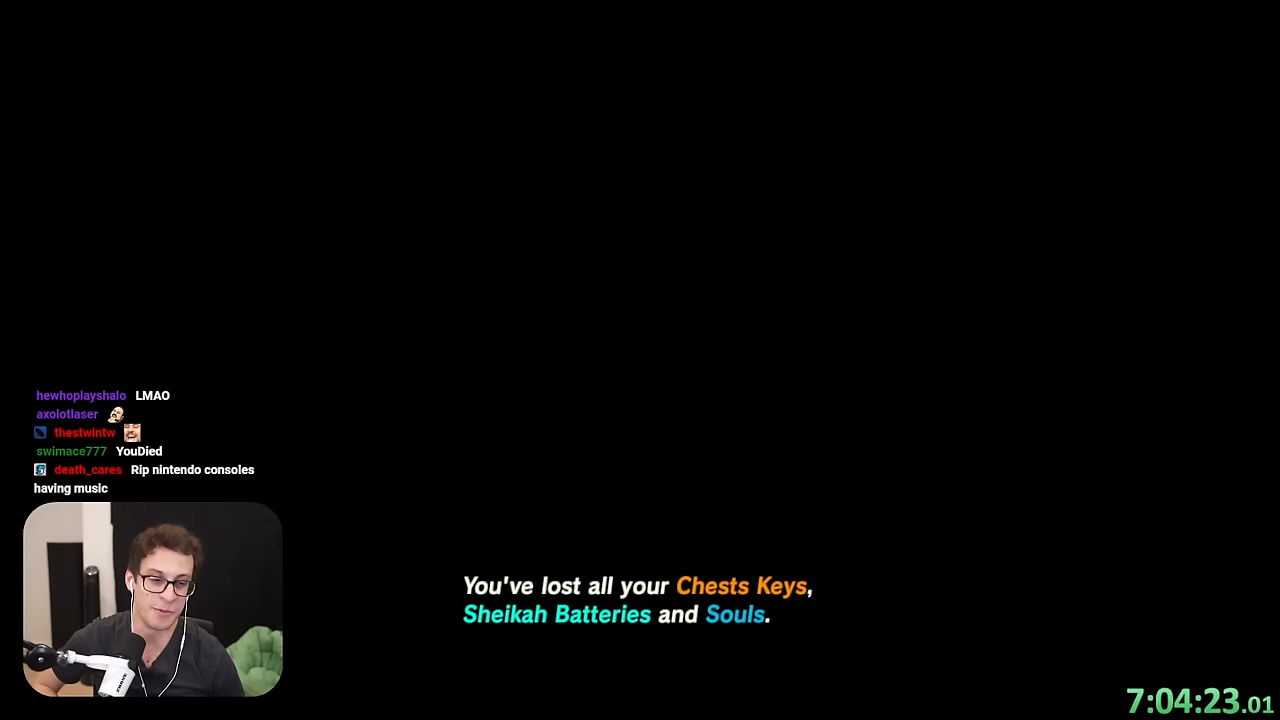 hewhoplayshalo LMAO
axolotlaser
thestwintw
swimace777 YouDied
death_cares Rip nintendo consoles
having music
You've lost all your Chests Keys,
Sheikah Batteries and Souls.
7:04:23.01